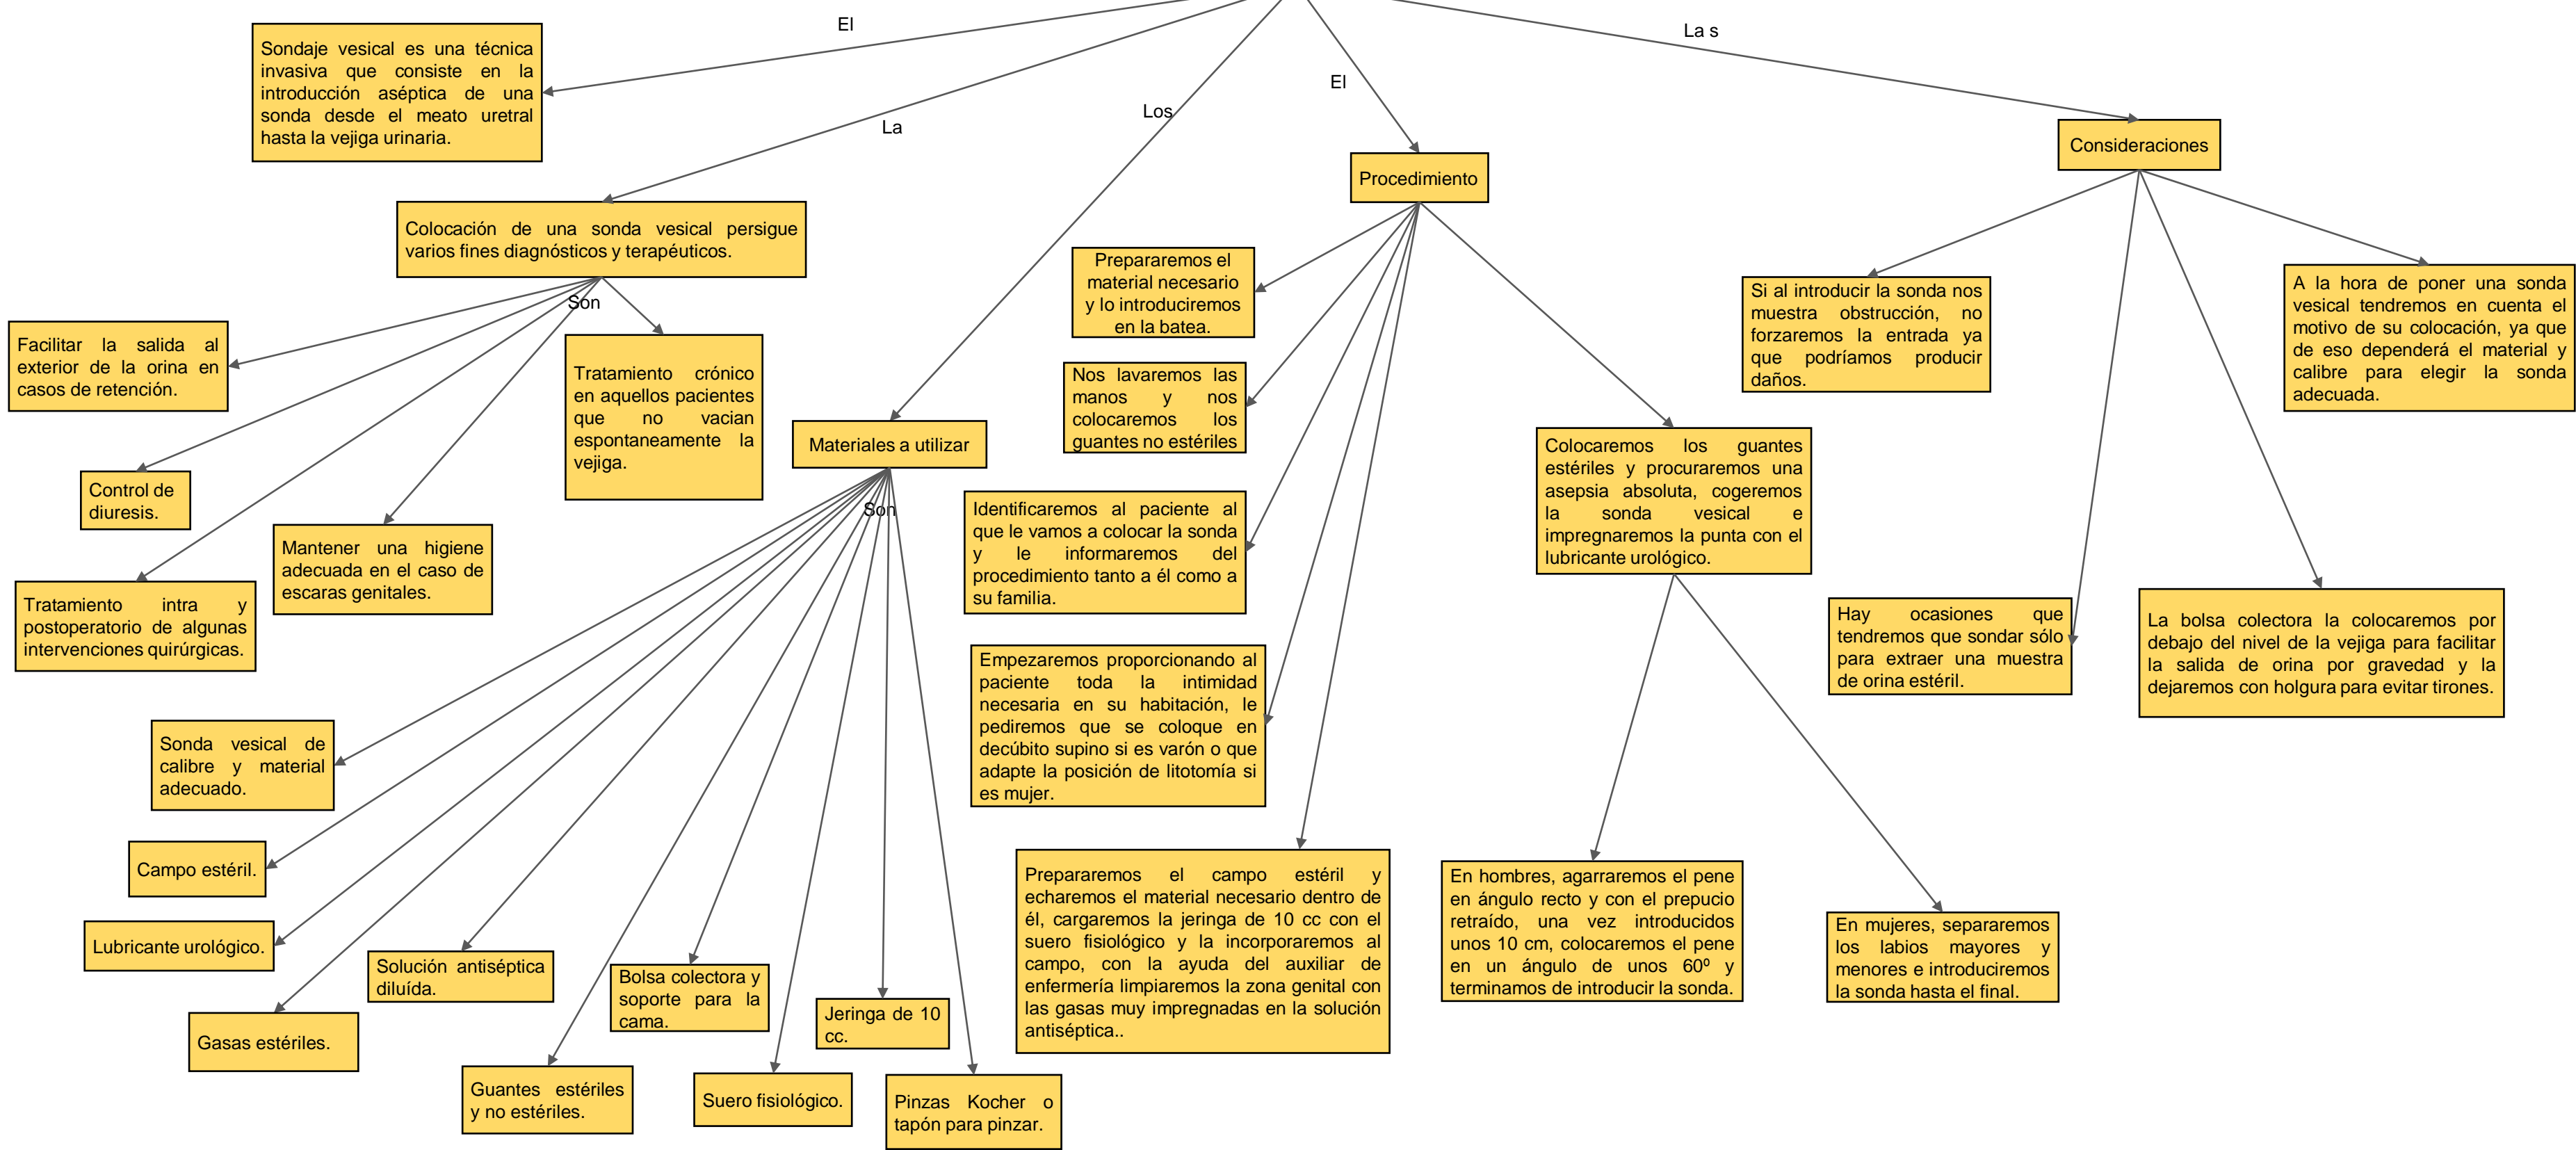 El
Sondaje vesical es una técnica
invasiva que consiste en la
introducción aséptica de una
sonda desde el meato uretral
hasta la vejiga urinaria.
La
Colocación de una sonda vesical persigue
varios fines diagnósticos y terapéuticos.
Son
Facilitar la salida al
exterior de la orina en
casos de retención.
Control de
diuresis.
Tratamiento intra y
postoperatorio de algunas
intervenciones quirúrgicas.
Mantener una higiene
adecuada en el caso de
escaras genitales.
Tratamiento crónico
en aquellos pacientes
que no vacian
espontaneamente la
vejiga.
Los
Materiales a utilizar
Son
Sonda vesical de
calibre y material
adecuado.
Campo estéril.
Lubricante urológico.
Gasas estériles.
Solución antiséptica
diluída.
Guantes estériles
y no estériles.
Bolsa colectora y
soporte para la
cama.
Suero fisiológico.
Jeringa de 10
cc.
Pinzas Kocher o
tapón para pinzar.
El
Procedimiento
Prepararemos el
material necesario
y lo introduciremos
en la batea.
Nos lavaremos las
manos y nos
colocaremos los
guantes no estériles
Identificaremos al paciente al
que le vamos a colocar la sonda
y le informaremos del
procedimiento tanto a él como a
su familia.
Empezaremos proporcionando al
paciente toda la intimidad
necesaria en su habitación, le
pediremos que se coloque en
decúbito supino si es varón o que
adapte la posición de litotomía si
es mujer.
Prepararemos el campo estéril y
echaremos el material necesario dentro de
él, cargaremos la jeringa de 10 cc con el
suero fisiológico y la incorporaremos al
campo, con la ayuda del auxiliar de
enfermería limpiaremos la zona genital con
las gasas muy impregnadas en la solución
antiséptica..
Colocaremos los guantes
estériles y procuraremos una
asepsia absoluta, cogeremos
la sonda vesical e
impregnaremos la punta con el
lubricante urológico.
En hombres, agarraremos el pene
en ángulo recto y con el prepucio
retraído, una vez introducidos
unos 10 cm, colocaremos el pene
en un ángulo de unos 60º y
terminamos de introducir la sonda.
En mujeres, separaremos
los labios mayores y
menores e introduciremos
la sonda hasta el final.
La s
Consideraciones
Si al introducir la sonda nos
muestra obstrucción, no
forzaremos la entrada ya
que podríamos producir
daños.
Hay ocasiones que
tendremos que sondar sólo
para extraer una muestra
de orina estéril.
La bolsa colectora la colocaremos por
debajo del nivel de la vejiga para facilitar
la salida de orina por gravedad y la
dejaremos con holgura para evitar tirones.
A la hora de poner una sonda
vesical tendremos en cuenta el
motivo de su colocación, ya que
de eso dependerá el material y
calibre para elegir la sonda
adecuada.